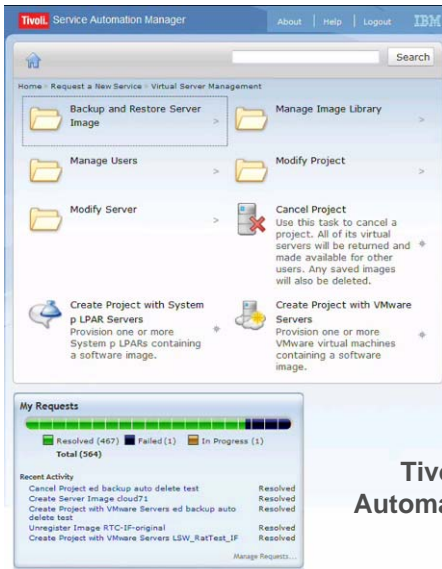 Tivoli. Service Automation Manager
About | Help | Logout IBM
Search
Home › Request a New Service › Virtual Server Management
Backup and Restore Server
Image
Manage Image Library
Manage Users
Modify Project
Modify Server
Cancel Project
Use this task to cancel a
project. All of its virtual
servers will be returned and
made available for other
users. Any saved images
will also be deleted.
Create Project with System
p LPAR Servers
Provision one or more
System p LPARs containing
a software image.
Create Project with VMware
Servers
Provision one or more
VMware virtual machines
containing a software
image.
My Requests
Resolved (467) Failed (1) In Progress (1)
Total (564)
Recent Activity
Cancel Project ed backup auto delete test Resolved
Create Server Image cloud71 Resolved
Create Project with VMware Servers ed backup auto Resolved
delete test
Unregister Image RTC-IF-original Resolved
Create Project with VMware Servers LSW_RatTest_IF Resolved
Manage Requests...
Tivo
Automa